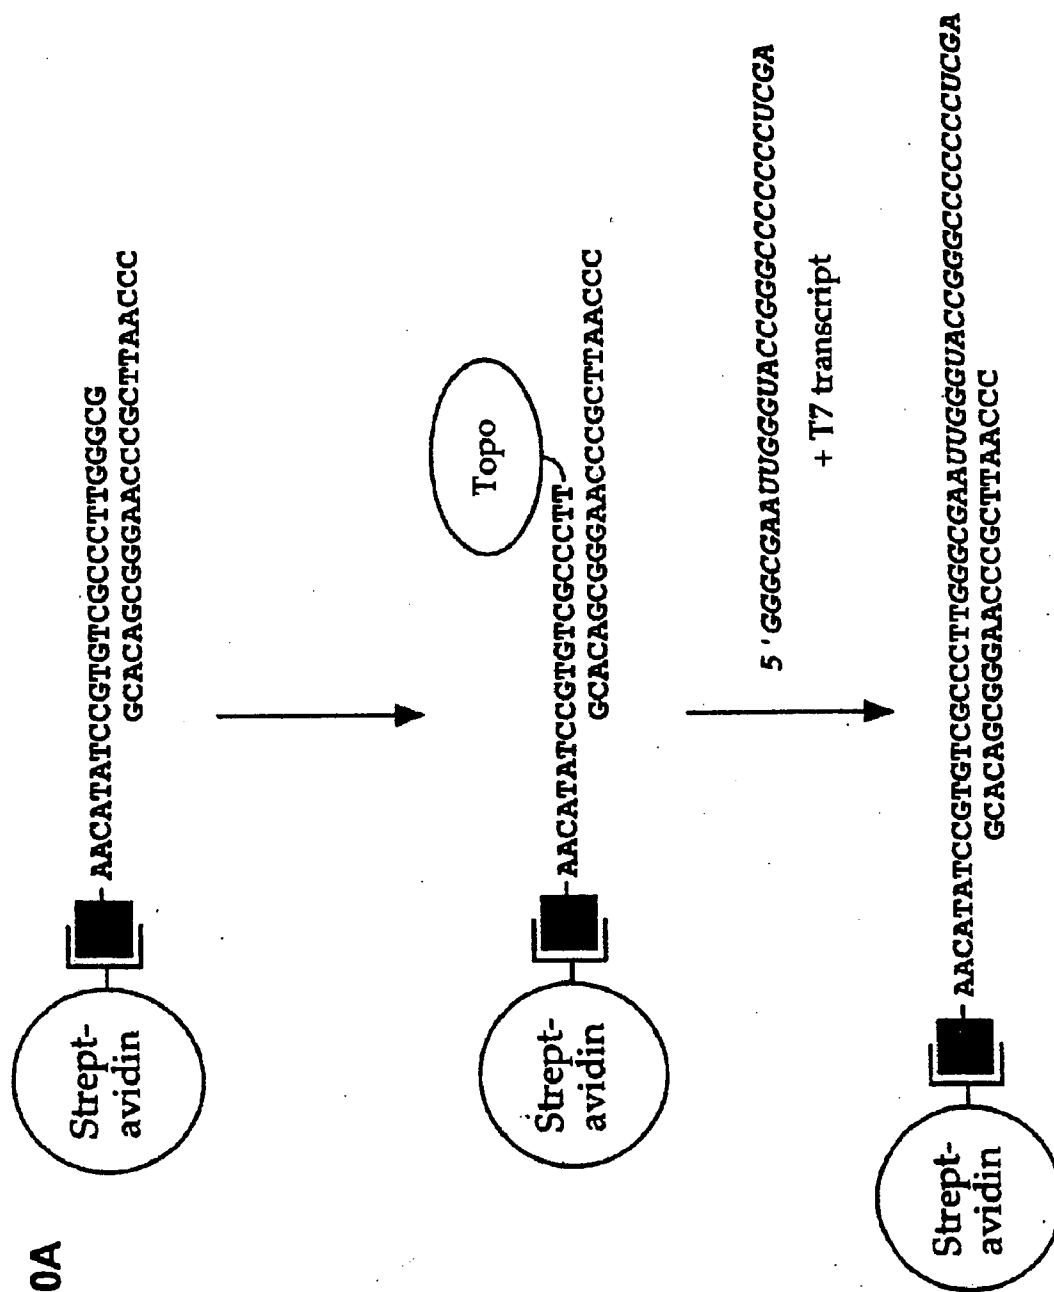 0A
Strept-
avidin
AACATATCCGTGTCGCCCTTGGGCG
GCACAGCGGGAACCCGCTTAACCC
Topo
Strept-
avidin
AACATATCCGTGTCGCCCTT
GCACAGCGGGAACCCGCTTAACCC
5 'GGGCGAAUUGGGUACCGGGCCCCCCUCGA
+ T7 transcript
Strept-
avidin
AACATATCCGTGTCGCCCTTGGGCGAAUUGGGUACCGGGCCCCCCUCGA
GCACAGCGGGAACCCGCTTAACCC